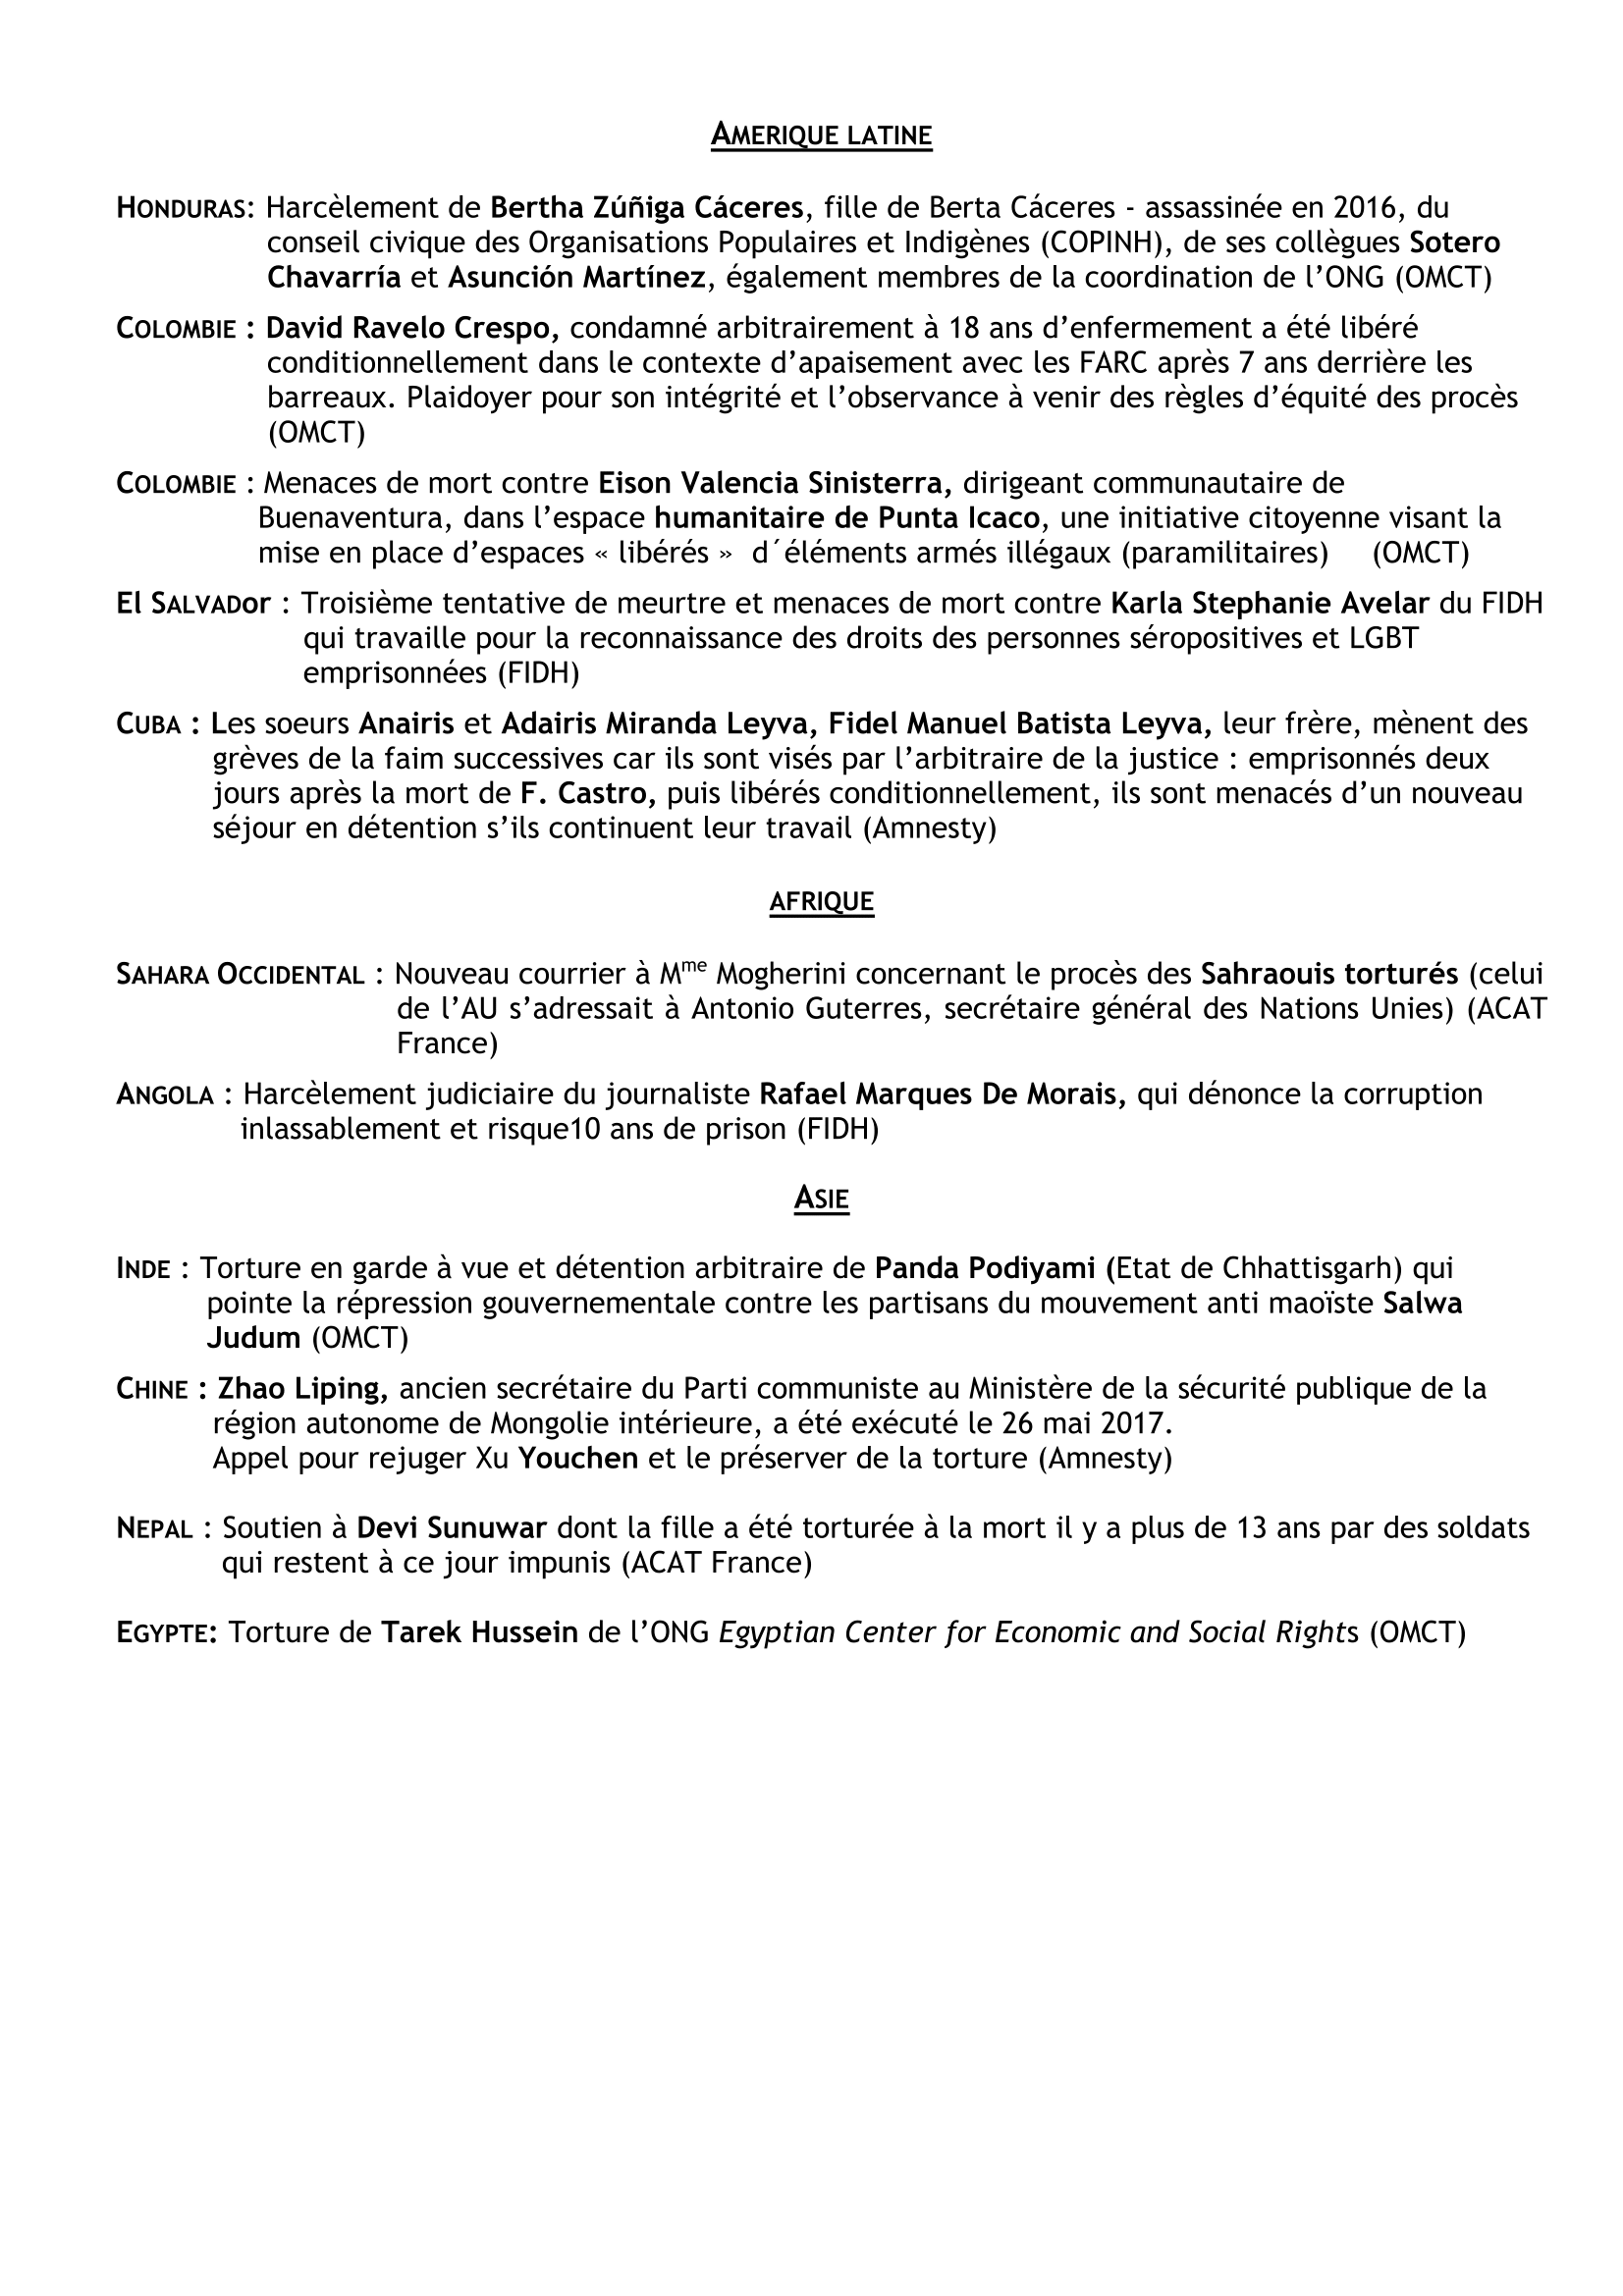 AMERIQUE LATINE
HONDURAS: Harcèlement de Bertha Zúñiga Cáceres, fille de Berta Cáceres - assassinée en 2016, du
conseil civique des Organisations Populaires et Indigènes (COPINH), de ses collègues Sotero
Chavarría et Asunción Martínez, également membres de la coordination de l’ONG (OMCT)
COLOMBIE : David Ravelo Crespo, condamné arbitrairement à 18 ans d’enfermement a été libéré
conditionnellement dans le contexte d’apaisement avec les FARC après 7 ans derrière les
barreaux. Plaidoyer pour son intégrité et l’observance à venir des règles d’équité des procès
(OMCT)
COLOMBIE : Menaces de mort contre Eison Valencia Sinisterra, dirigeant communautaire de
Buenaventura, dans l’espace humanitaire de Punta Icaco, une initiative citoyenne visant la
mise en place d’espaces « libérés » d´éléments armés illégaux (paramilitaires) (OMCT)
El SALVADor : Troisième tentative de meurtre et menaces de mort contre Karla Stephanie Avelar du FIDH
qui travaille pour la reconnaissance des droits des personnes séropositives et LGBT
emprisonnées (FIDH)
CUBA : Les soeurs Anairis et Adairis Miranda Leyva, Fidel Manuel Batista Leyva, leur frère, mènent des
grèves de la faim successives car ils sont visés par l’arbitraire de la justice : emprisonnés deux
jours après la mort de F. Castro, puis libérés conditionnellement, ils sont menacés d’un nouveau
séjour en détention s’ils continuent leur travail (Amnesty)
AFRIQUE
SAHARA OCCIDENTAL : Nouveau courrier à Mme Mogherini concernant le procès des Sahraouis torturés (celui
de l’AU s’adressait à Antonio Guterres, secrétaire général des Nations Unies) (ACAT
France)
ANGOLA : Harcèlement judiciaire du journaliste Rafael Marques De Morais, qui dénonce la corruption
inlassablement et risque10 ans de prison (FIDH)
ASIE
INDE : Torture en garde à vue et détention arbitraire de Panda Podiyami (Etat de Chhattisgarh) qui
pointe la répression gouvernementale contre les partisans du mouvement anti maoïste Salwa
Judum (OMCT)
CHINE : Zhao Liping, ancien secrétaire du Parti communiste au Ministère de la sécurité publique de la
région autonome de Mongolie intérieure, a été exécuté le 26 mai 2017.
Appel pour rejuger Xu Youchen et le préserver de la torture (Amnesty)
NEPAL : Soutien à Devi Sunuwar dont la fille a été torturée à la mort il y a plus de 13 ans par des soldats
qui restent à ce jour impunis (ACAT France)
EGYPTE: Torture de Tarek Hussein de l’ONG Egyptian Center for Economic and Social Rights (OMCT)